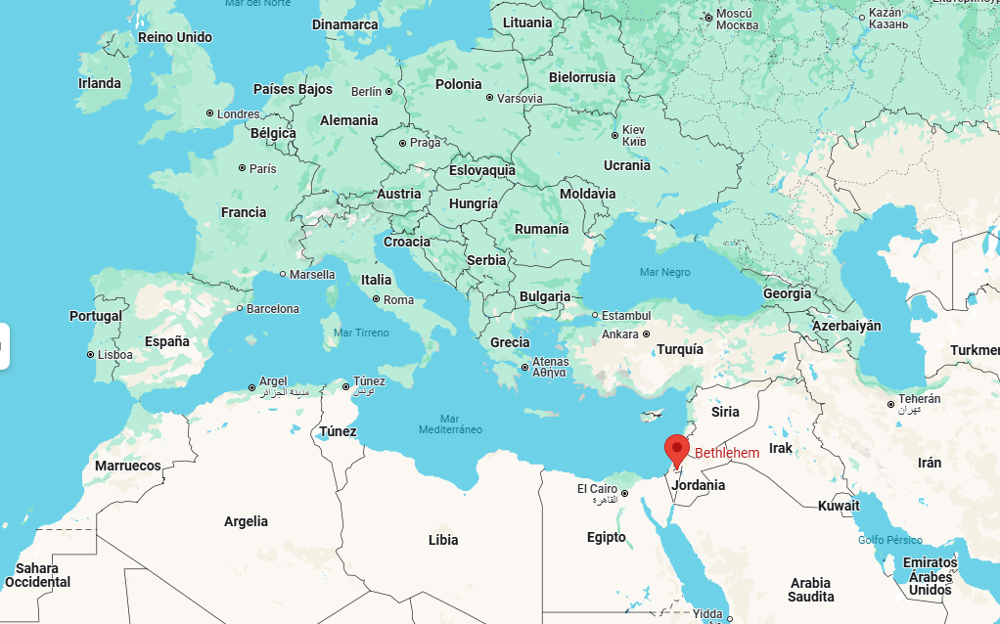 Mar del Norte
Dinamarca
Lituania
Moscú
Москва
Kazán
Казань
Reino Unido
Irlanda
Países Bajos
Berlín
Polonia
Varsovia
Bielorrusia
Londres
Bélgica
Alemania
Praga
Kiev
Київ
París
Eslovaquia
Ucrania
Francia
Austria
Hungría
Moldavia
Croacia
Rumanía
Serbia
Marsella
Italia
Mar Negro
Barcelona
Roma
Bulgaria
Georgia
Portugal
España
Mar Tirreno
Estambul
Ankara
Azerbaiyán
Lisboa
Grecia
Turquía
Turkmen
Atenas
Αθήνα
Argel
مدينة الجزائر
Túnez
تونس
Teherán
تهران
Mar
Mediterráneo
Túnez
Siria
Marruecos
Bethlehem
Irak
Irán
El Cairo
القاهرة
Jordania
Kuwait
Argelia
Libia
Egipto
Golfo Pérsico
Sahara
Occidental
Arabia
Saudita
Emiratos
Árabes
Unidos
Yidda